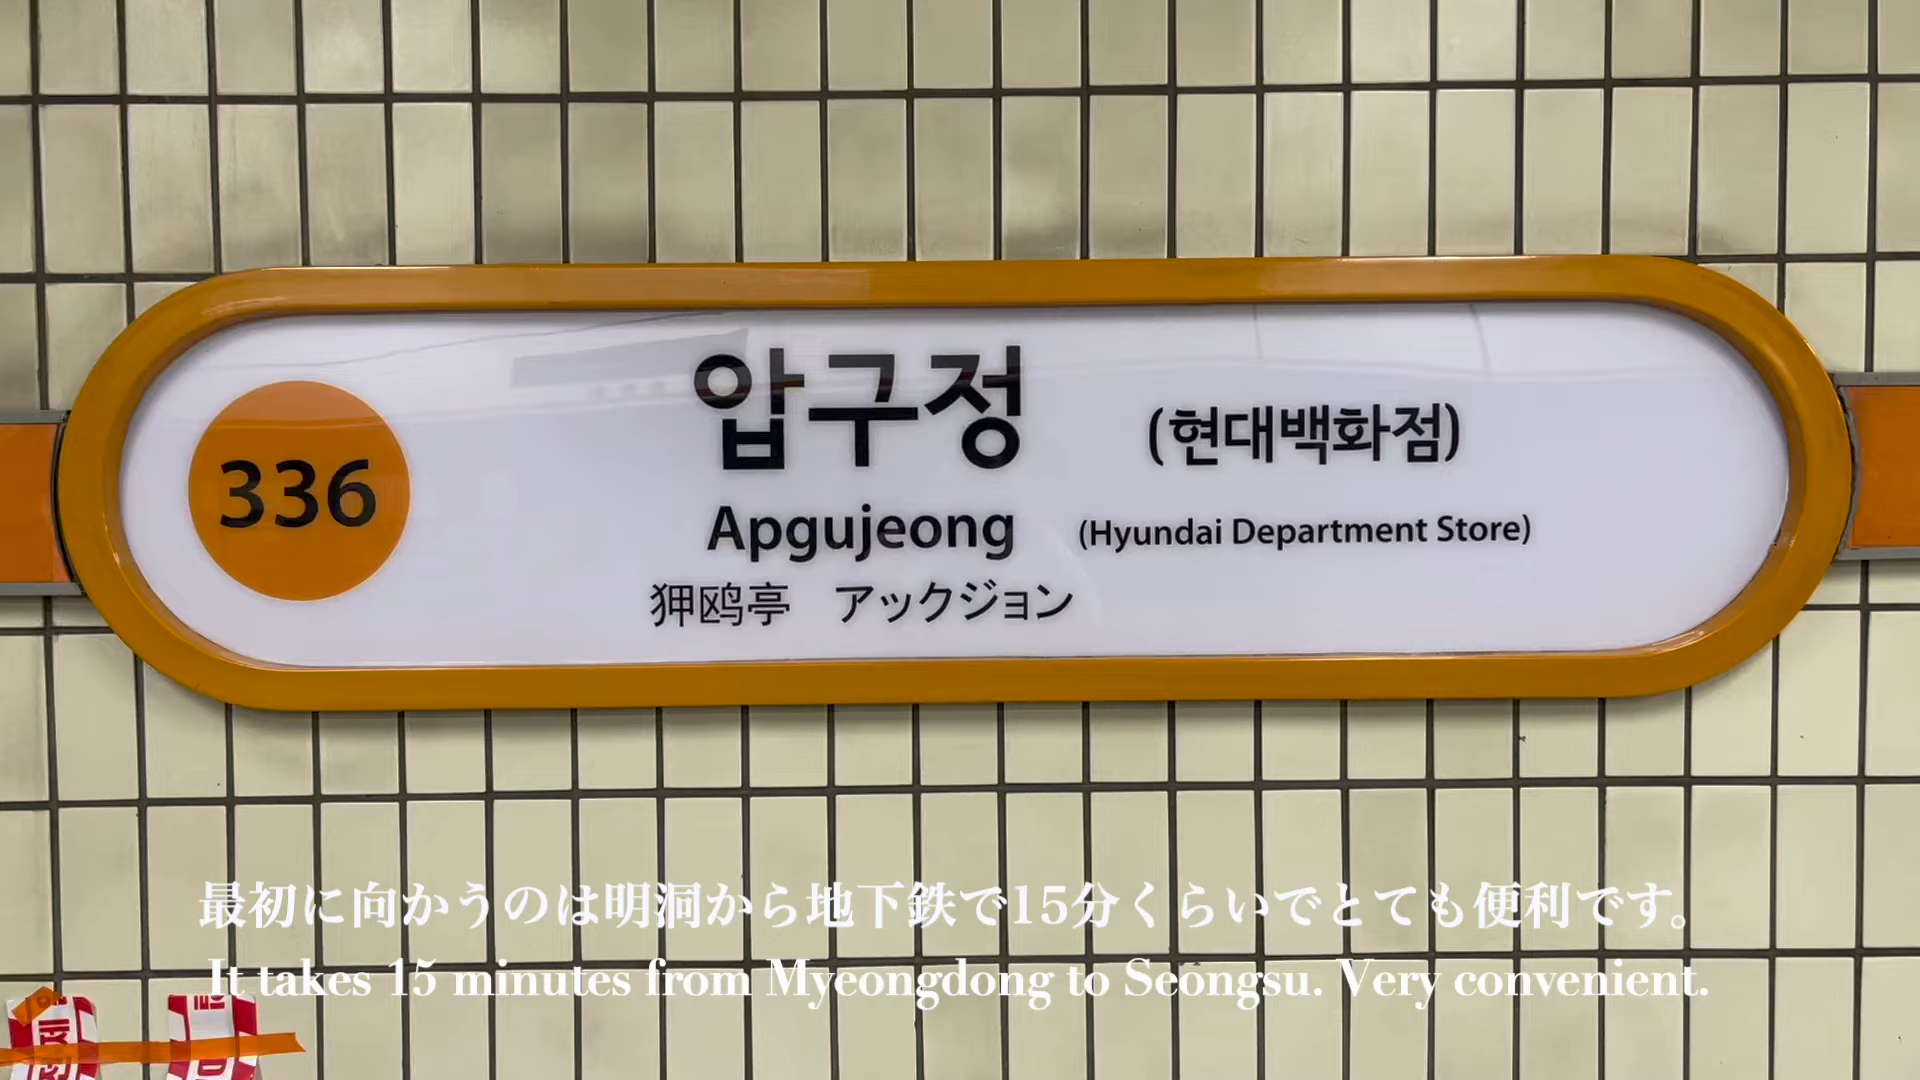 336
압구정 (현대백화점)
Apgujeong (Hyundai Department Store)
狎鸥亭 アックジョン
最初に向かうのは明洞から地下鉄で15分くらいでとても便利です。
It takes 15 minutes from Myeongdong to Seongsu. Very convenient.